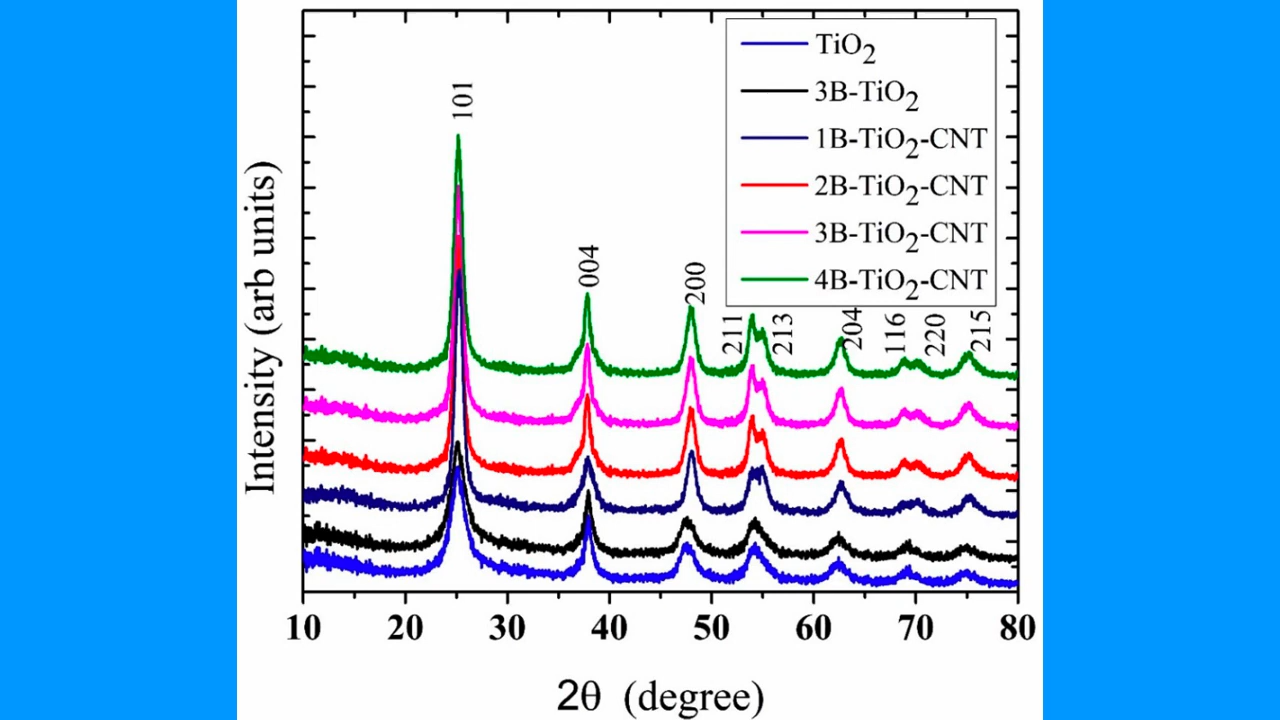 TiO2
3B-TiO2
1B-TiO2-CNT
2B-TiO2-CNT
3B-TiO2-CNT
4B-TiO2-CNT
101
004
200
211
213
204
116
220
215
Intensity (arb units)
10 20 30 40 50 60 70 80
2θ (degree)